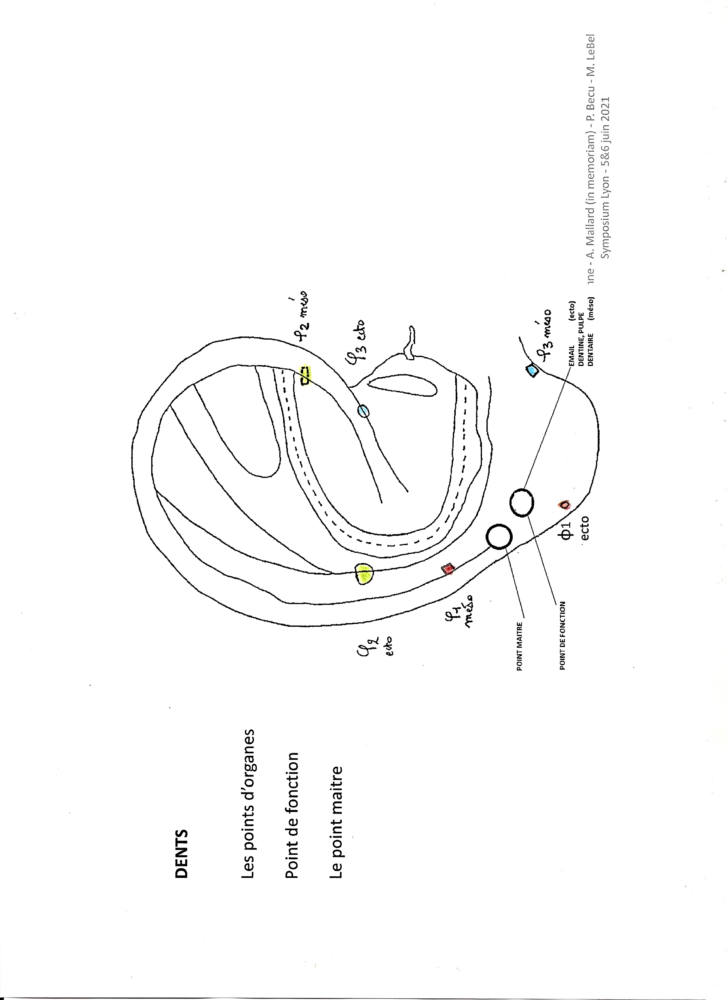 DENTS
Les points d'organes
Point de fonction
Le point maitre
φ2 méso
φ3 ecto
φ2
ecto
φ1
méso
φ3 méso
φ1
ecto
POINT MAITRE
POINT DE FONCTION
EMAIL (ecto)
DENTINE, PULPE
DENTAIRE (méso)
ne - A. Mallard (in memoriam) - P. Becu - M. LeBel
Symposium Lyon - 5&6 juin 2021